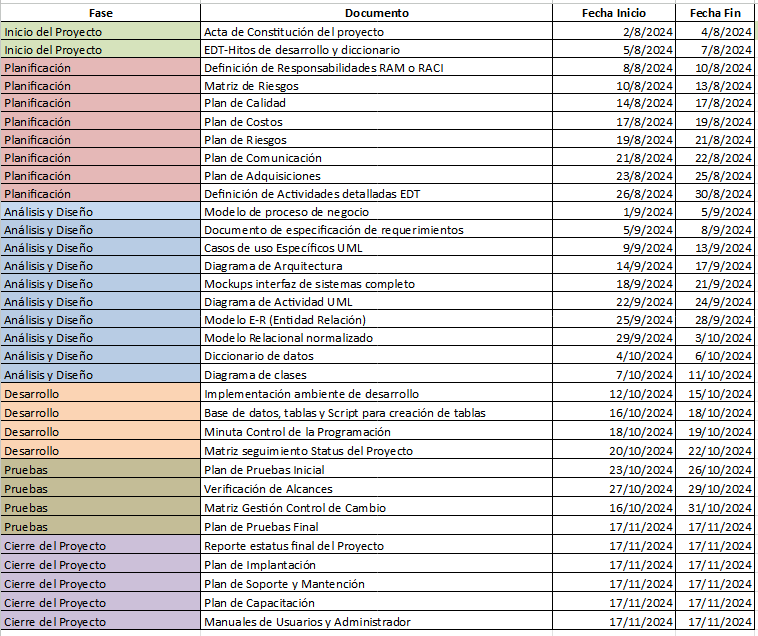 Fase Documento Fecha Inicio Fecha Fin
Inicio del Proyecto Acta de Constitución del proyecto 2/8/2024 4/8/2024
Inicio del Proyecto EDT-Hitos de desarrollo y diccionario 5/8/2024 7/8/2024
Planificación Definición de Responsabilidades RAM o RACI 8/8/2024 10/8/2024
Planificación Matriz de Riesgos 10/8/2024 13/8/2024
Planificación Plan de Calidad 14/8/2024 17/8/2024
Planificación Plan de Costos 17/8/2024 19/8/2024
Planificación Plan de Riesgos 19/8/2024 21/8/2024
Planificación Plan de Comunicación 21/8/2024 22/8/2024
Planificación Plan de Adquisiciones 23/8/2024 25/8/2024
Planificación Definición de Actividades detalladas EDT 26/8/2024 30/8/2024
Análisis y Diseño Modelo de proceso de negocio 1/9/2024 5/9/2024
Análisis y Diseño Documento de especificación de requerimientos 5/9/2024 8/9/2024
Análisis y Diseño Casos de uso Específicos UML 9/9/2024 13/9/2024
Análisis y Diseño Diagrama de Arquitectura 14/9/2024 17/9/2024
Análisis y Diseño Mockups interfaz de sistemas completo 18/9/2024 21/9/2024
Análisis y Diseño Diagrama de Actividad UML 22/9/2024 24/9/2024
Análisis y Diseño Modelo E-R (Entidad Relación) 25/9/2024 28/9/2024
Análisis y Diseño Modelo Relacional normalizado 29/9/2024 3/10/2024
Análisis y Diseño Diccionario de datos 4/10/2024 6/10/2024
Análisis y Diseño Diagrama de clases 7/10/2024 11/10/2024
Desarrollo Implementación ambiente de desarrollo 12/10/2024 15/10/2024
Desarrollo Base de datos, tablas y Script para creación de tablas 16/10/2024 18/10/2024
Desarrollo Minuta Control de la Programación 18/10/2024 19/10/2024
Desarrollo Matriz seguimiento Status del Proyecto 20/10/2024 22/10/2024
Pruebas Plan de Pruebas Inicial 23/10/2024 26/10/2024
Pruebas Verificación de Alcances 27/10/2024 29/10/2024
Pruebas Matriz Gestión Control de Cambio 16/10/2024 31/10/2024
Pruebas Plan de Pruebas Final 17/11/2024 17/11/2024
Cierre del Proyecto Reporte estatus final del Proyecto 17/11/2024 17/11/2024
Cierre del Proyecto Plan de Implantación 17/11/2024 17/11/2024
Cierre del Proyecto Plan de Soporte y Mantención 17/11/2024 17/11/2024
Cierre del Proyecto Plan de Capacitación 17/11/2024 17/11/2024
Cierre del Proyecto Manuales de Usuarios y Administrador 17/11/2024 17/11/2024